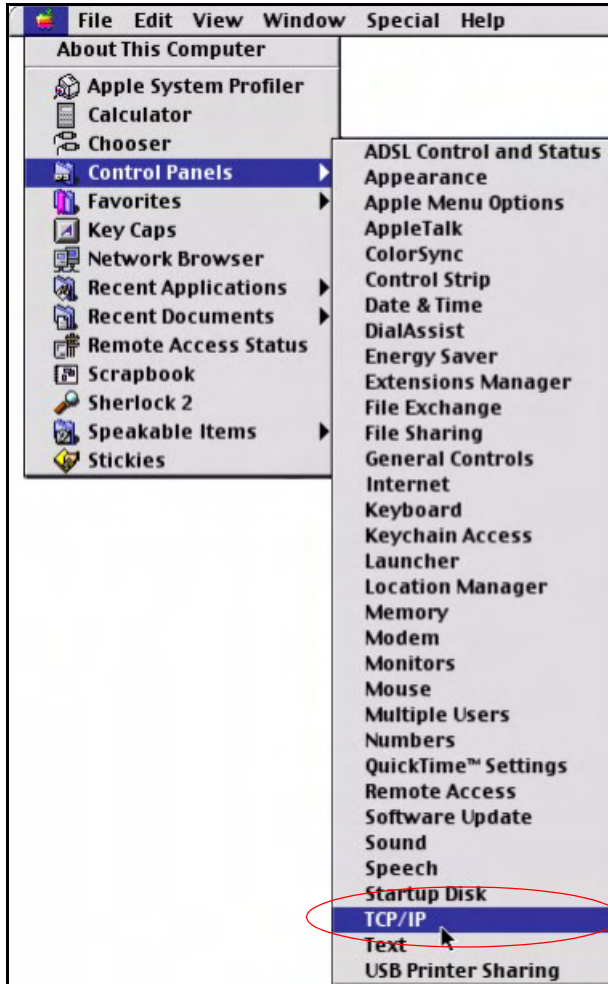 File Edit View Window Special Help
About This Computer
Apple System Profiler
Calculator
Chooser
Control Panels
Favorites
Key Caps
Network Browser
Recent Applications
Recent Documents
Remote Access Status
Scrapbook
Sherlock 2
Speakable Items
Stickies
ADSL Control and Status
Appearance
Apple Menu Options
AppleTalk
ColorSync
Control Strip
Date & Time
DialAssist
Energy Saver
Extensions Manager
File Exchange
File Sharing
General Controls
Internet
Keyboard
Keychain Access
Launcher
Location Manager
Memory
Modem
Monitors
Mouse
Multiple Users
Numbers
QuickTime™ Settings
Remote Access
Software Update
Sound
Speech
Startup Disk
TCP/IP
Text
USB Printer Sharing